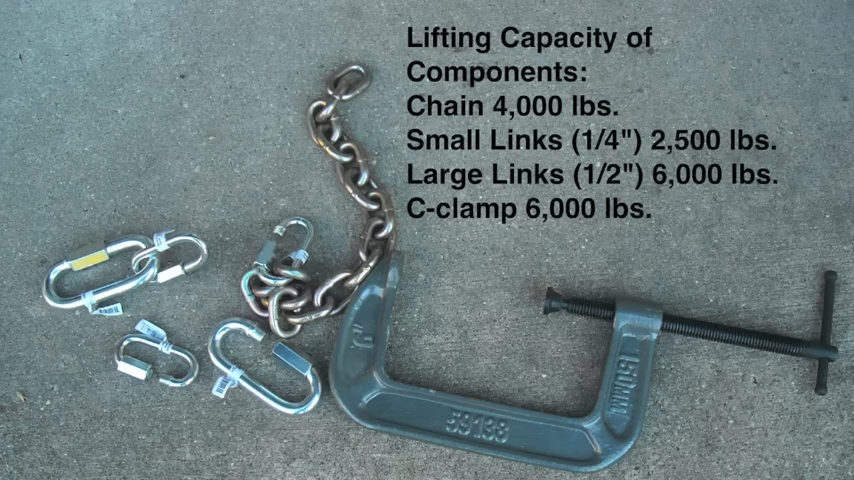 Lifting Capacity of
Components:
Chain 4,000 lbs.
Small Links (1/4") 2,500 lbs.
Large Links (1/2") 6,000 lbs.
C-clamp 6,000 lbs.
150MM
59138